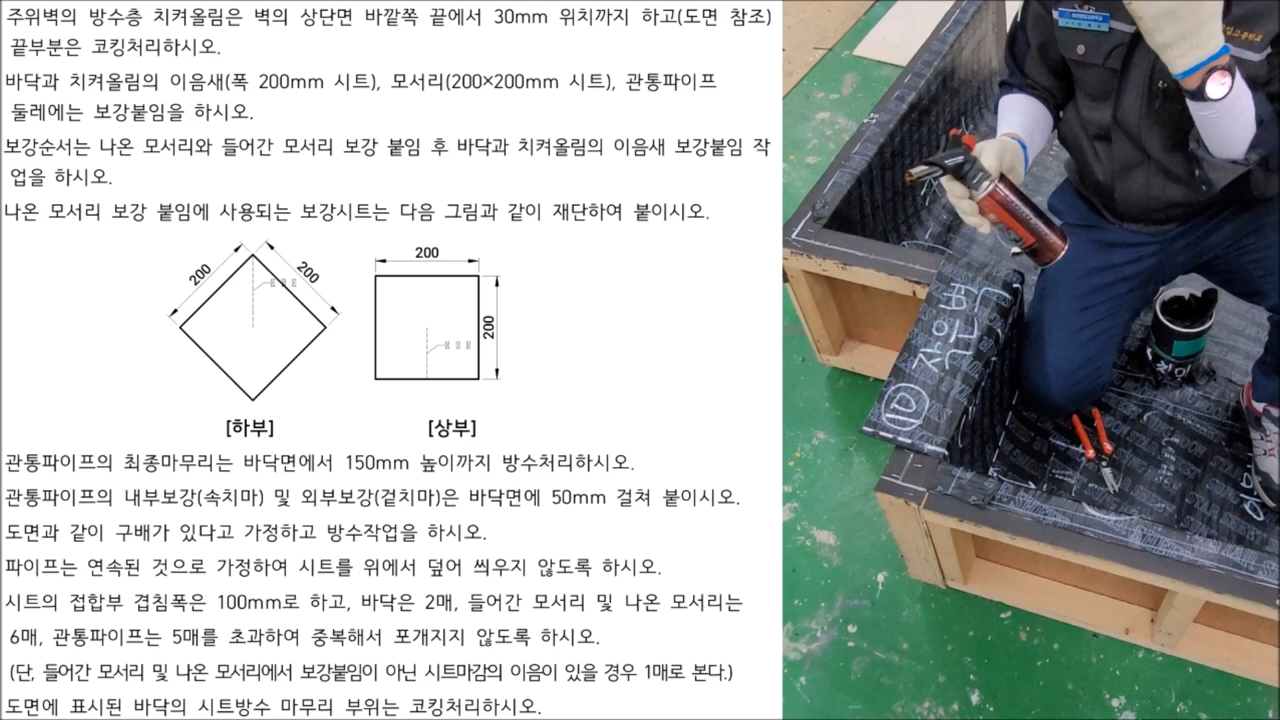 주위벽의 방수층 치켜올림은 벽의 상단면 바깥쪽 끝에서 30mm 위치까지 하고(도면 참조)
끝부분은 코킹처리하시오.
바닥과 치켜올림의 이음새(폭 200mm 시트), 모서리(200×200mm 시트), 관통파이프
둘레에는 보강붙임을 하시오.
보강순서는 나온 모서리와 들어간 모서리 보강 붙임 후 바닥과 치켜올림의 이음새 보강붙임 작
업을 하시오.
나온 모서리 보강 붙임에 사용되는 보강시트는 다음 그림과 같이 재단하여 붙이시오.
200
200
200
200
[하부]
[상부]
관통파이프의 최종마무리는 바닥면에서 150mm 높이까지 방수처리하시오.
관통파이프의 내부보강(속치마) 및 외부보강(겉치마)은 바닥면에 50mm 걸쳐 붙이시오.
도면과 같이 구배가 있다고 가정하고 방수작업을 하시오.
파이프는 연속된 것으로 가정하여 시트를 위에서 덮어 씌우지 않도록 하시오.
시트의 접합부 겹침폭은 100mm로 하고, 바닥은 2매, 들어간 모서리 및 나온 모서리는
6매, 관통파이프는 5매를 초과하여 중복해서 포개지지 않도록 하시오.
(단, 들어간 모서리 및 나온 모서리에서 보강붙임이 아닌 시트마감의 이음이 있을 경우 1매로 본다.)
도면에 표시된 바닥의 시트방수 마무리 부위는 코킹처리하시오.